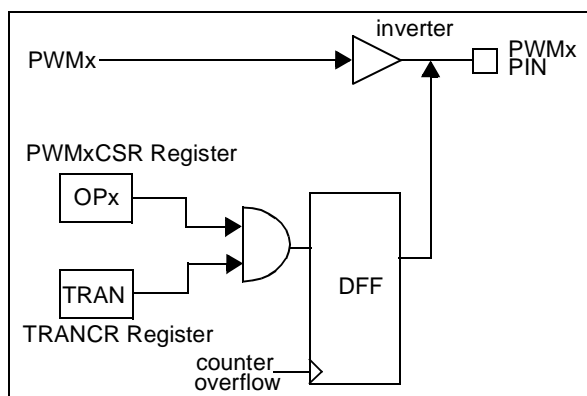 inverter
PWMx
PWMx
PIN
PWMxCSR Register
OPx
TRAN
DFF
TRANCR Register
counter
overflow